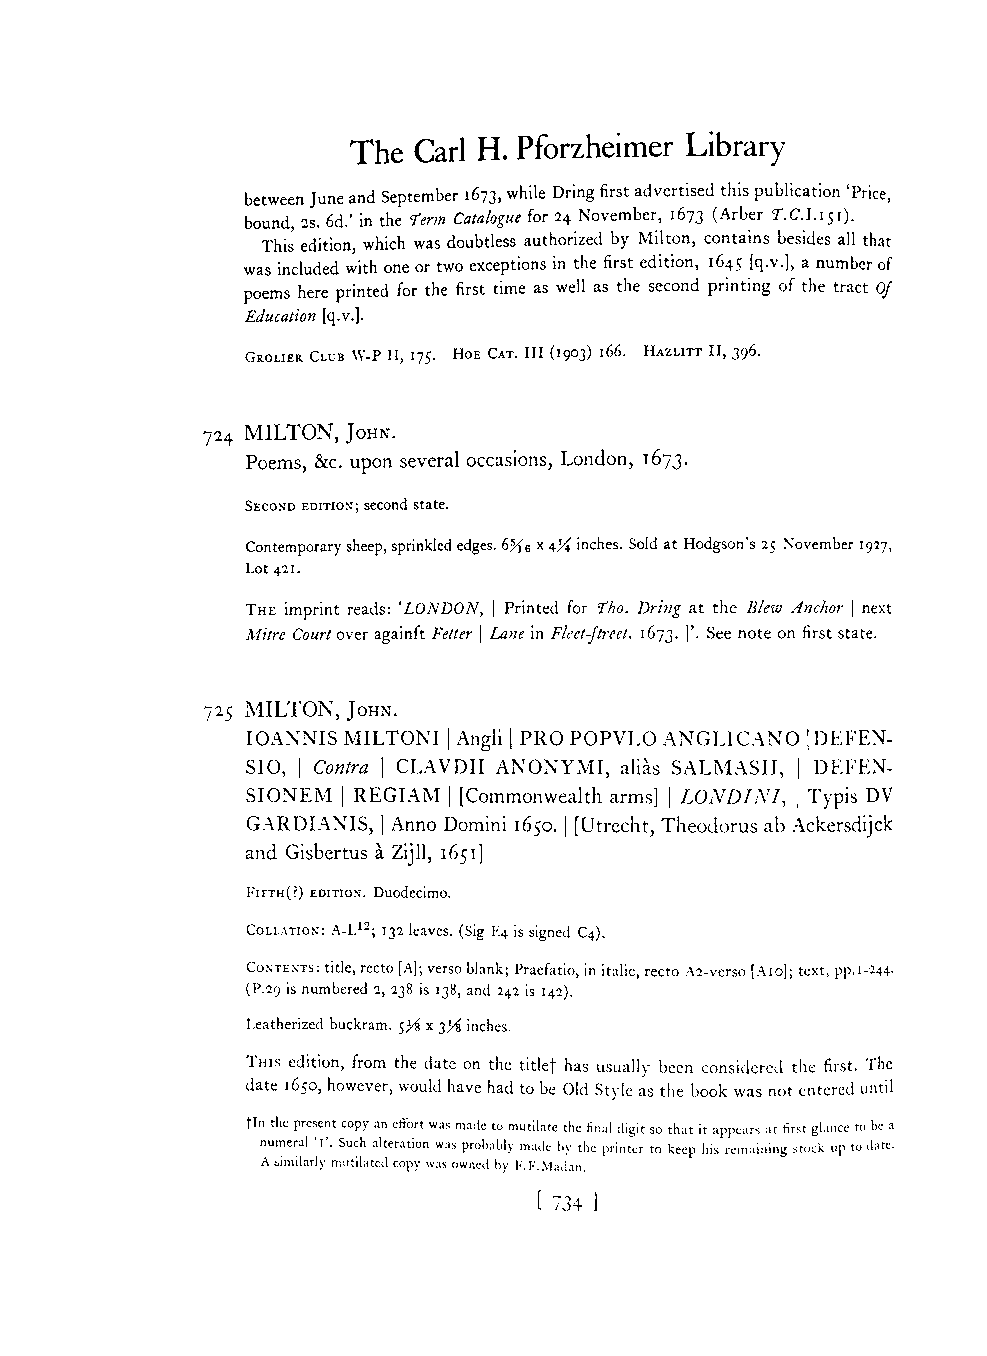 The Carl H. Pforzheimer Library
between June and September 1673, while Dring first advertised this publication ‘Price,
bound, 2s. 6d.’ in the Term Catalogue for 24 November, 1673 (Arber T.C.I.151).
This edition, which was doubtless authorized by Milton, contains besides all that
was included with one or two exceptions in the first edition, 1645 [q.v.], a number of
poems here printed for the first time as well as the second printing of the tract Of
Education [q.v.].
GROLIER CLUB W-P II, 175. HOE CAT. III (1903) 166. HAZLITT II, 396.
724 MILTON, JOHN.
Poems, &c. upon several occasions, London, 1673.
SECOND EDITION; second state.
Contemporary sheep, sprinkled edges. 6 5/16 x 4 1/4 inches. Sold at Hodgson's 25 November 1927,
Lot 421.
THE imprint reads: ‘LONDON, | Printed for Tho. Dring at the Blew Anchor | next
Mitre Court over againſt Fetter | Lane in Fleet-ſtreet. 1673. |’. See note on first state.
725 MILTON, JOHN.
IOANNIS MILTONI | Angli | PRO POPVLO ANGLICANO | DEFEN-
SIO, | Contra | CLAVDII ANONYMI, aliàs SALMASII, | DEFEN-
SIONEM | REGIAM | [Commonwealth arms] | LONDINI, | Typis DV
GARDIANIS, | Anno Domini 1650. | [Utrecht, Theodorus ab Ackersdijck
and Gisbertus à Zijll, 1651]
FIFTH(?) EDITION. Duodecimo.
COLLATION: A-L¹²; 132 leaves. (Sig E4 is signed C4).
CONTENTS: title, recto [A]; verso blank; Praefatio, in italic, recto A2-verso [A10]; text, pp.1-244.
(P.29 is numbered 2, 238 is 138, and 242 is 142).
Leatherized buckram. 5 1/8 x 3 1/8 inches.
THIS edition, from the date on the title† has usually been considered the first. The
date 1650, however, would have had to be Old Style as the book was not entered until
†In the present copy an effort was made to mutilate the final digit so that it appears at first glance to be a
numeral ‘1’. Such alteration was probably made by the printer to keep his remaining stock up to date.
A similarly mutilated copy was owned by F.F.Madan.
[ 734 ]